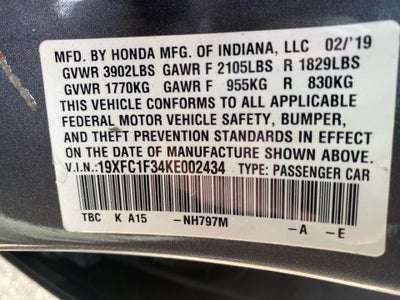 MFD. BY HONDA MFG. OF INDIANA, LLC 02/'19
GVWR 3902LBS GAWR F 2105LBS R 1829LBS
GVWR 1770KG GAWR F 955KG R 830KG
THIS VEHICLE CONFORMS TO ALL APPLICABLE
FEDERAL MOTOR VEHICLE SAFETY, BUMPER,
AND THEFT PREVENTION STANDARDS IN EFFECT
ON THE DATE OF MANUFACTURE SHOWN ABOVE.
V.I.N.:19XFC1F34KE002434 TYPE: PASSENGER CAR
TBC K A15 -NH797M -A -E